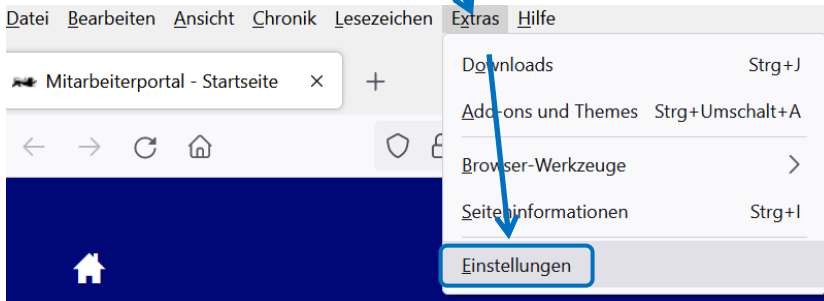 Datei Bearbeiten Ansicht Chronik Lesezeichen Extras Hilfe
Mitarbeiterportal - Startseite
Downloads Strg+J
Add-ons und Themes Strg+Umschalt+A
Browser-Werkzeuge
Seiteninformationen Strg+I
Einstellungen